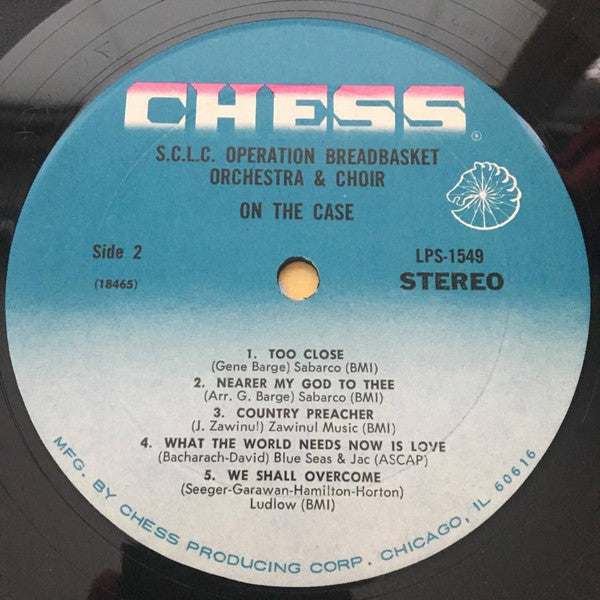 CHESS
®
S.C.L.C. OPERATION BREADBASKET
ORCHESTRA & CHOIR
ON THE CASE
Side 2
LPS-1549
(18465)
STEREO
1. TOO CLOSE
(Gene Barge) Sabarco (BMI)
2. NEARER MY GOD TO THEE
(Arr. G. Barge) Sabarco (BMI)
3. COUNTRY PREACHER
(J. Zawinu!) Zawinul Music (BMI)
4. WHAT THE WORLD NEEDS NOW IS LOVE
(Bacharach-David) Blue Seas & Jac (ASCAP)
5. WE SHALL OVERCOME
(Seeger-Garawan-Hamilton-Horton)
Ludlow (BMI)
MFG. BY CHESS PRODUCING CORP. CHICAGO, IL 60616